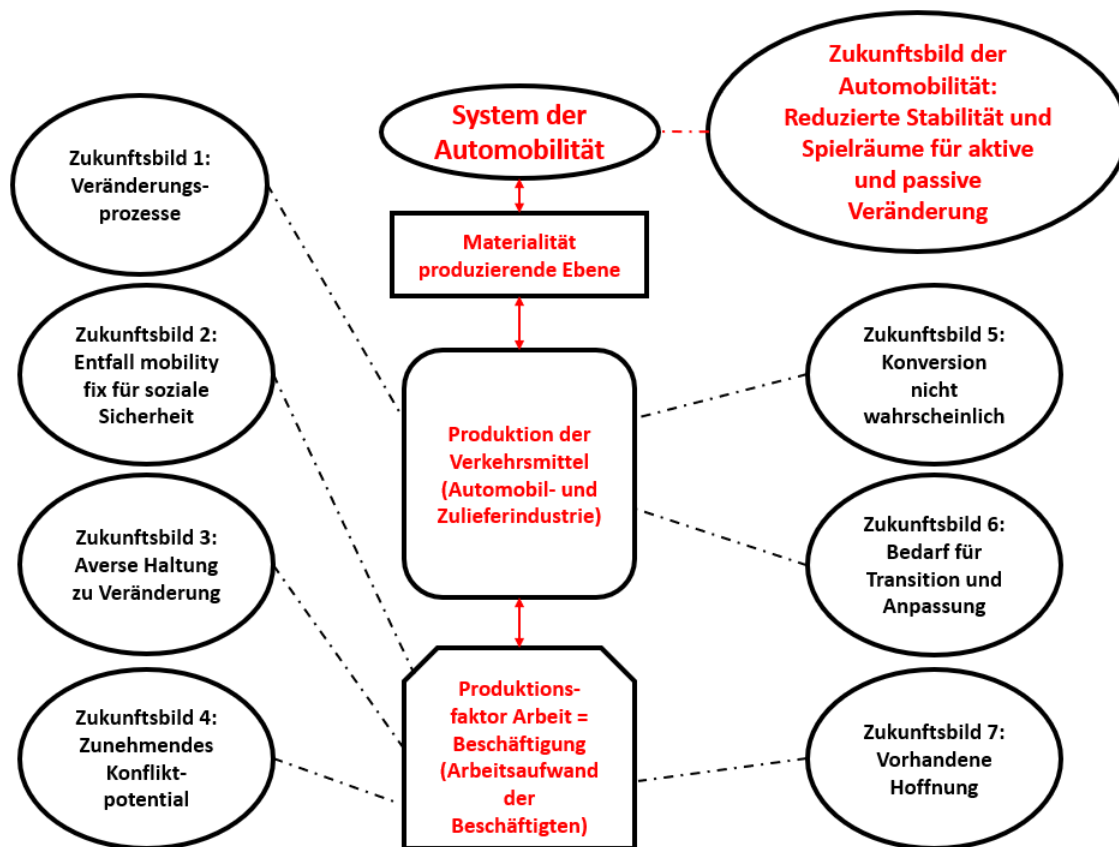 System der
Automobilität
Zukunftsbild der
Automobilität:
Reduzierte Stabilität und
Spielräume für aktive
und passive
Veränderung
Materialität
produzierende Ebene
Produktion der
Verkehrsmittel
(Automobil- und
Zulieferindustrie)
Produktions-
faktor Arbeit =
Beschäftigung
(Arbeitsaufwand
der
Beschäftigten)
Zukunftsbild 1:
Veränderungs-
prozesse
Zukunftsbild 2:
Entfall mobility
fix für soziale
Sicherheit
Zukunftsbild 3:
Averse Haltung
zu Veränderung
Zukunftsbild 4:
Zunehmendes
Konflikt-
potential
Zukunftsbild 5:
Konversion
nicht
wahrscheinlich
Zukunftsbild 6:
Bedarf für
Transition und
Anpassung
Zukunftsbild 7:
Vorhandene
Hoffnung